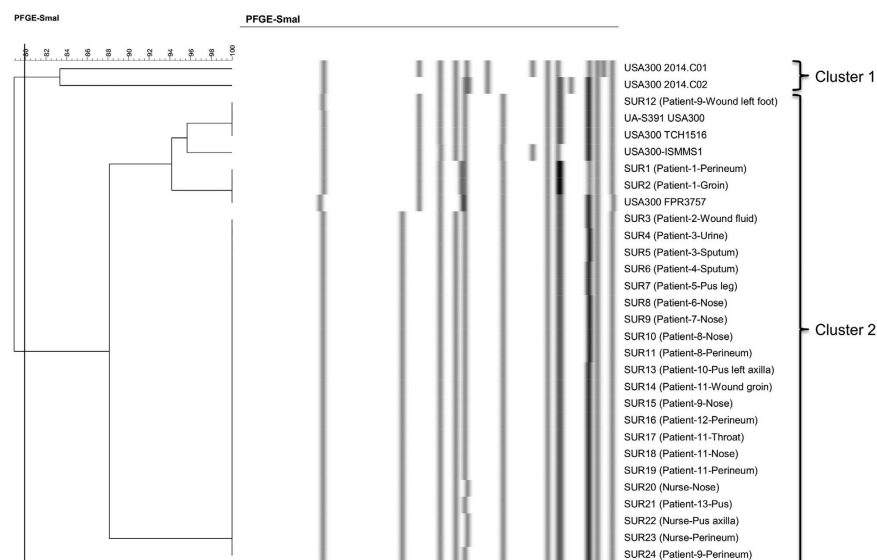 PFGE-SmaI
PFGE-SmaI
80 82 84 86 88 90 92 94 96 98 100
USA300 2014.C01
USA300 2014.C02
SUR12 (Patient-9-Wound left foot)
UA-S391 USA300
USA300 TCH1516
USA300-ISMMS1
SUR1 (Patient-1-Perineum)
SUR2 (Patient-1-Groin)
USA300 FPR3757
SUR3 (Patient-2-Wound fluid)
SUR4 (Patient-3-Urine)
SUR5 (Patient-3-Sputum)
SUR6 (Patient-4-Sputum)
SUR7 (Patient-5-Pus leg)
SUR8 (Patient-6-Nose)
SUR9 (Patient-7-Nose)
SUR10 (Patient-8-Nose)
SUR11 (Patient-8-Perineum)
SUR13 (Patient-10-Pus left axilla)
SUR14 (Patient-11-Wound groin)
SUR15 (Patient-9-Nose)
SUR16 (Patient-12-Perineum)
SUR17 (Patient-11-Throat)
SUR18 (Patient-11-Nose)
SUR19 (Patient-11-Perineum)
SUR20 (Nurse-Nose)
SUR21 (Patient-13-Pus)
SUR22 (Nurse-Pus axilla)
SUR23 (Nurse-Perineum)
SUR24 (Patient-9-Perineum)
Cluster 1
Cluster 2